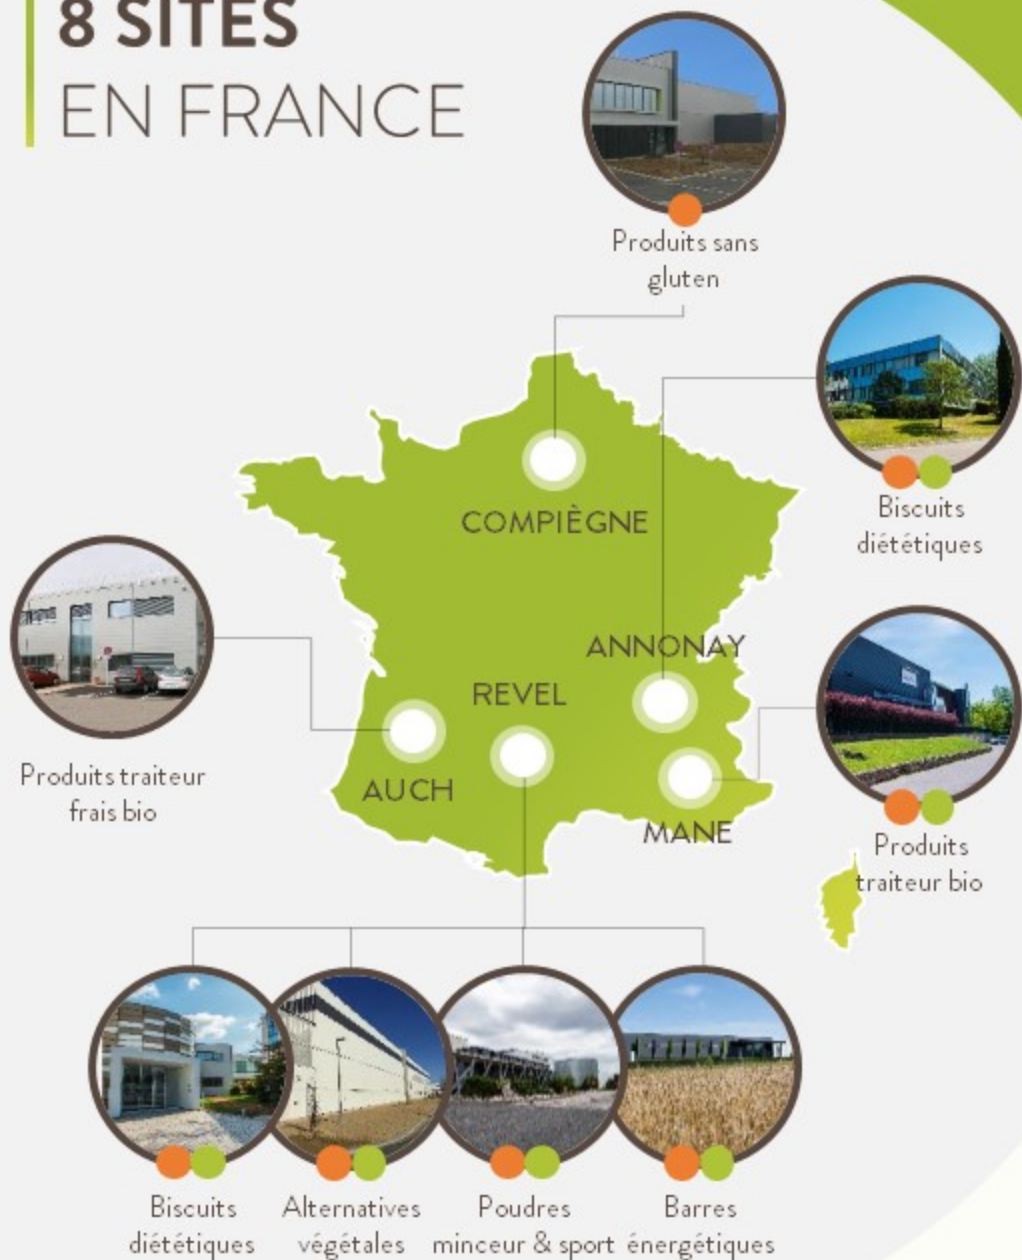 8 SITES
EN FRANCE
Produits sans
gluten
Biscuits
diététiques
COMPIÈGNE
ANNONAY
REVEL
AUCH
MANE
Produits traiteur
frais bio
Produits
traiteur bio
Biscuits
diététiques
Alternatives
végétales
Poudres
minceur & sport
Barres
énergétiques